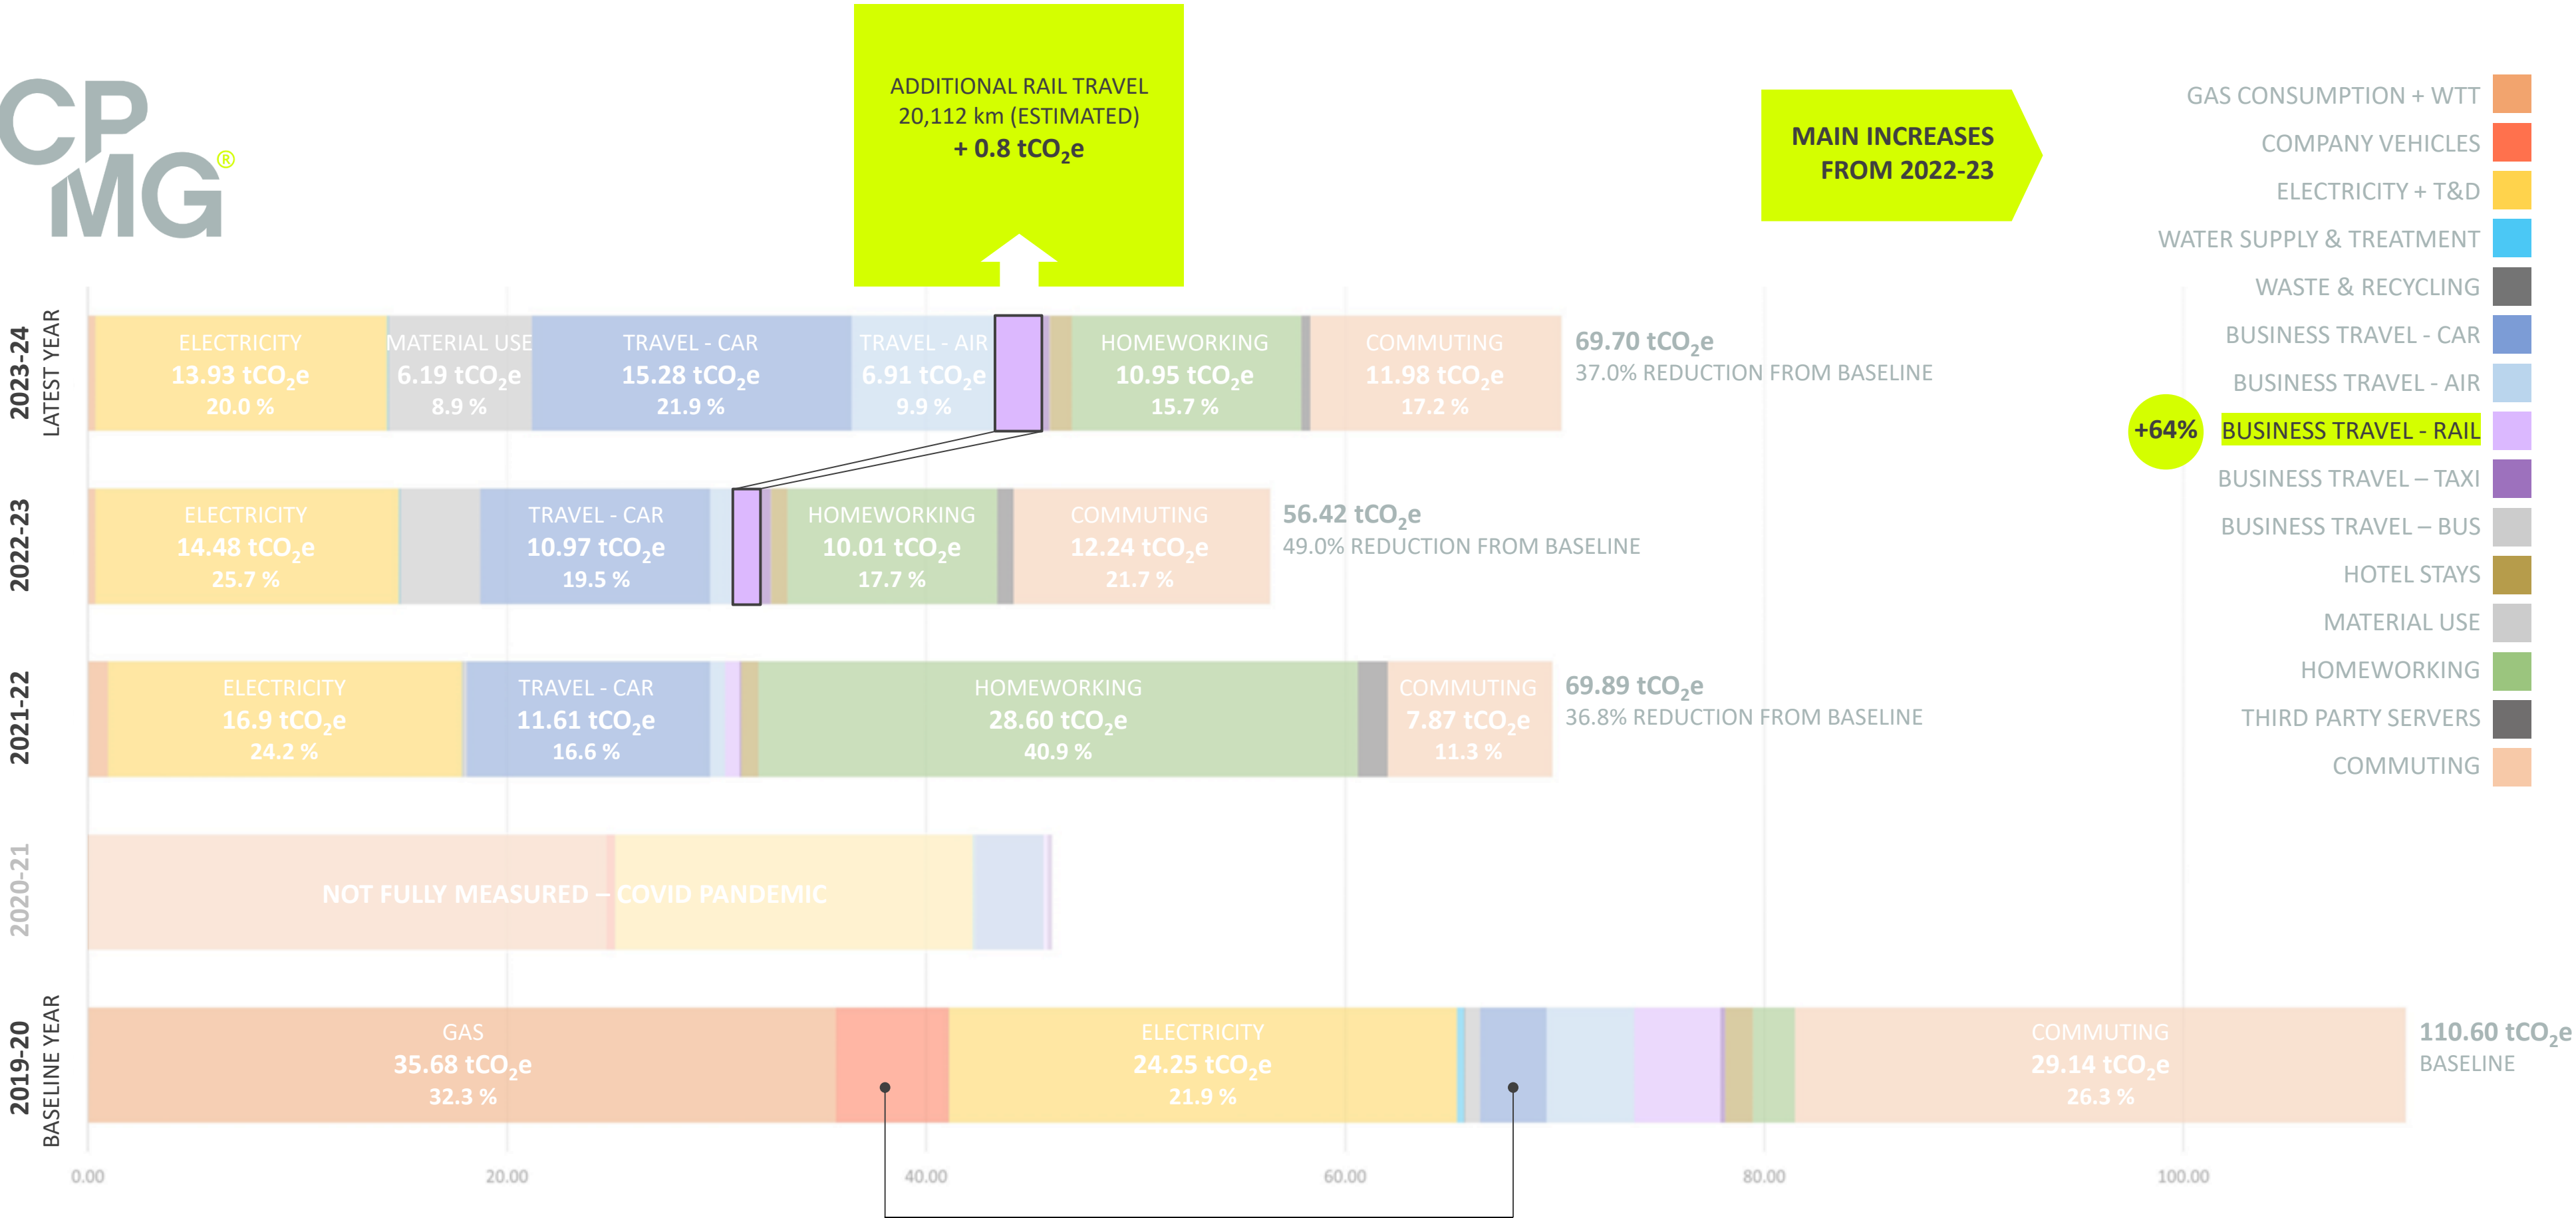 CP
MG®
ADDITIONAL RAIL TRAVEL
20,112 km (ESTIMATED)
+ 0.8 tCO₂e
MAIN INCREASES
FROM 2022-23
GAS CONSUMPTION + WTT
COMPANY VEHICLES
ELECTRICITY + T&D
WATER SUPPLY & TREATMENT
WASTE & RECYCLING
BUSINESS TRAVEL - CAR
BUSINESS TRAVEL - AIR
+64%
BUSINESS TRAVEL - RAIL
BUSINESS TRAVEL – TAXI
BUSINESS TRAVEL – BUS
HOTEL STAYS
MATERIAL USE
HOMEWORKING
THIRD PARTY SERVERS
COMMUTING
2023-24
LATEST YEAR
ELECTRICITY
13.93 tCO₂e
20.0 %
MATERIAL USE
6.19 tCO₂e
8.9 %
TRAVEL - CAR
15.28 tCO₂e
21.9 %
TRAVEL - AIR
6.91 tCO₂e
9.9 %
HOMEWORKING
10.95 tCO₂e
15.7 %
COMMUTING
11.98 tCO₂e
17.2 %
69.70 tCO₂e
37.0% REDUCTION FROM BASELINE
2022-23
ELECTRICITY
14.48 tCO₂e
25.7 %
TRAVEL - CAR
10.97 tCO₂e
19.5 %
HOMEWORKING
10.01 tCO₂e
17.7 %
COMMUTING
12.24 tCO₂e
21.7 %
56.42 tCO₂e
49.0% REDUCTION FROM BASELINE
2021-22
ELECTRICITY
16.9 tCO₂e
24.2 %
TRAVEL - CAR
11.61 tCO₂e
16.6 %
HOMEWORKING
28.60 tCO₂e
40.9 %
COMMUTING
7.87 tCO₂e
11.3 %
69.89 tCO₂e
36.8% REDUCTION FROM BASELINE
2020-21
NOT FULLY MEASURED – COVID PANDEMIC
2019-20
BASELINE YEAR
GAS
35.68 tCO₂e
32.3 %
ELECTRICITY
24.25 tCO₂e
21.9 %
COMMUTING
29.14 tCO₂e
26.3 %
110.60 tCO₂e
BASELINE
0.00
20.00
40.00
60.00
80.00
100.00